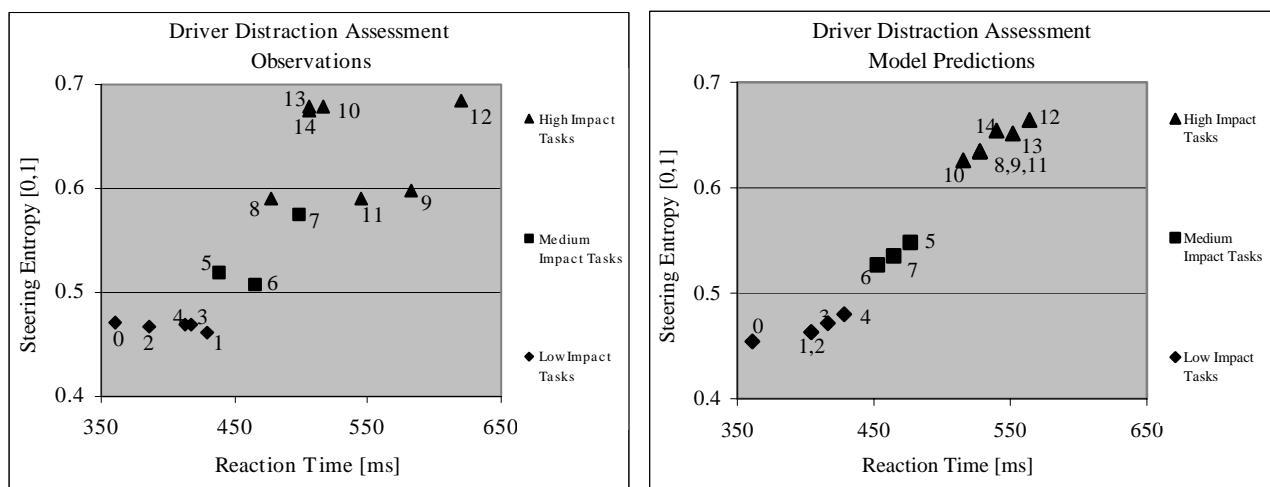 Driver Distraction Assessment
Observations
0.7
0.6
0.5
0.4
350
450
550
650
Steering Entropy [0,1]
Reaction Time [ms]
13
10
14
12
8
11
9
7
5
6
4
3
0
2
1
High Impact
Tasks
Medium
Impact Tasks
Low Impact
Tasks
Driver Distraction Assessment
Model Predictions
0.7
0.6
0.5
0.4
350
450
550
650
Steering Entropy [0,1]
Reaction Time [ms]
14
12
13
10
8,9,11
5
6
7
0
3
4
1,2
High Impact
Tasks
Medium
Impact Tasks
Low Impact
Tasks